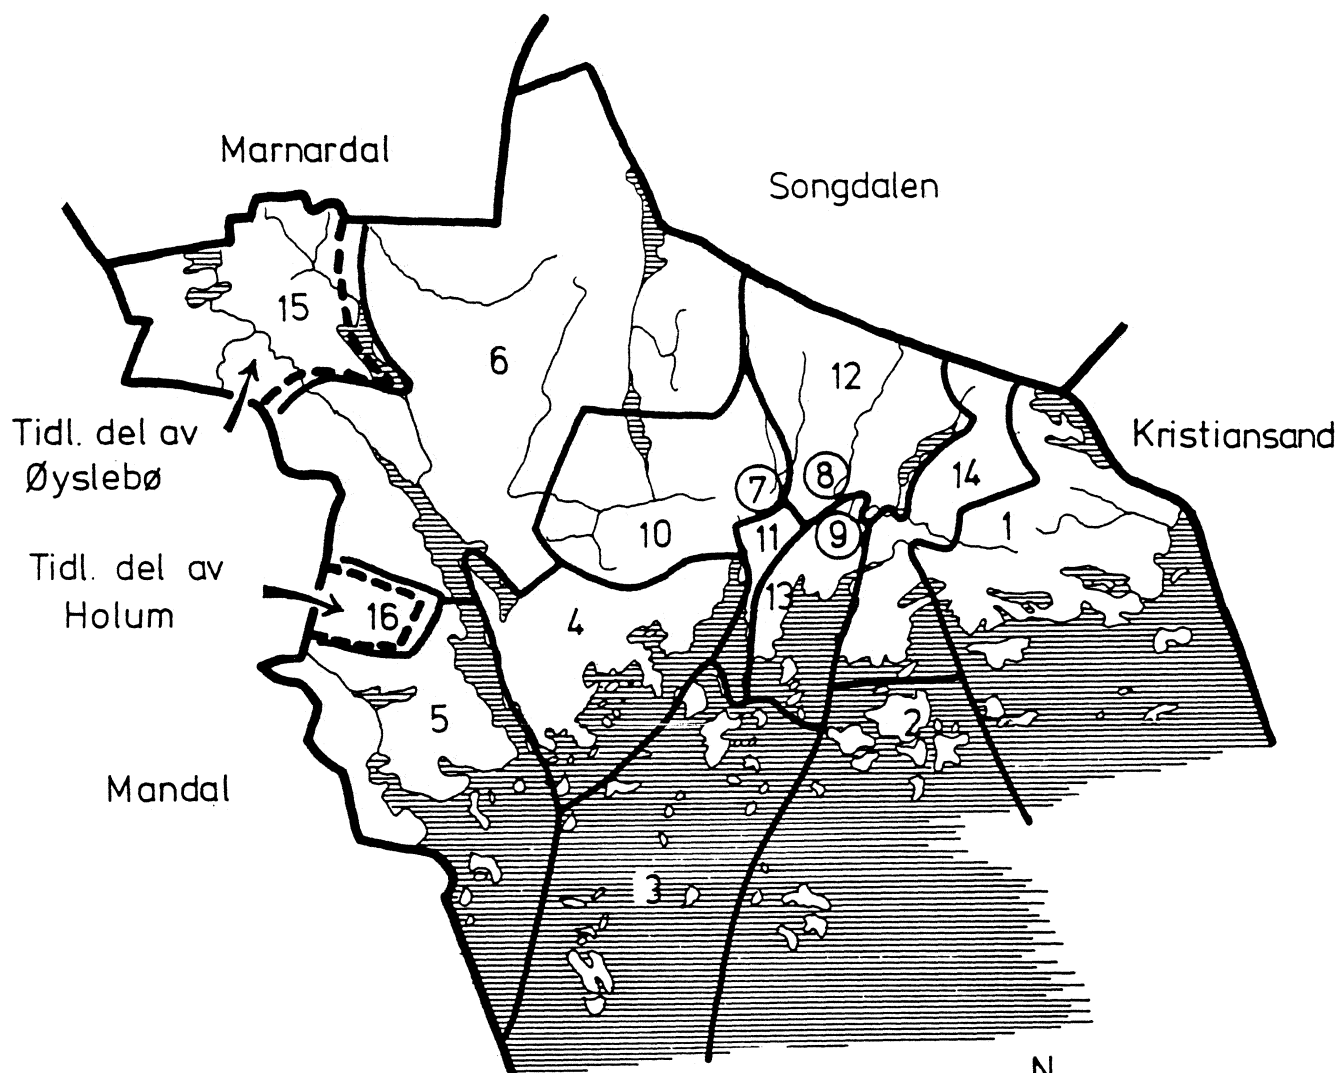 Marnardal
Songdalen
15
6
12
Tidl. del av
Øyslebø
Kristiansand
14
7
8
1
10
11
9
Tidl. del av
Holum
16
4
13
5
2
Mandal
3
N